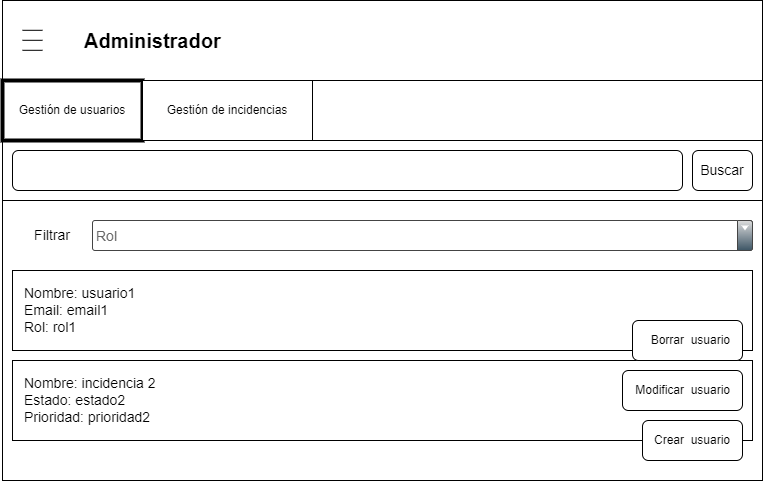 Administrador
Gestión de usuarios
Gestión de incidencias
Buscar
Filtrar
Rol
Nombre: usuario1
Email: email1
Rol: rol1
Borrar usuario
Nombre: incidencia 2
Estado: estado2
Prioridad: prioridad2
Modificar usuario
Crear usuario